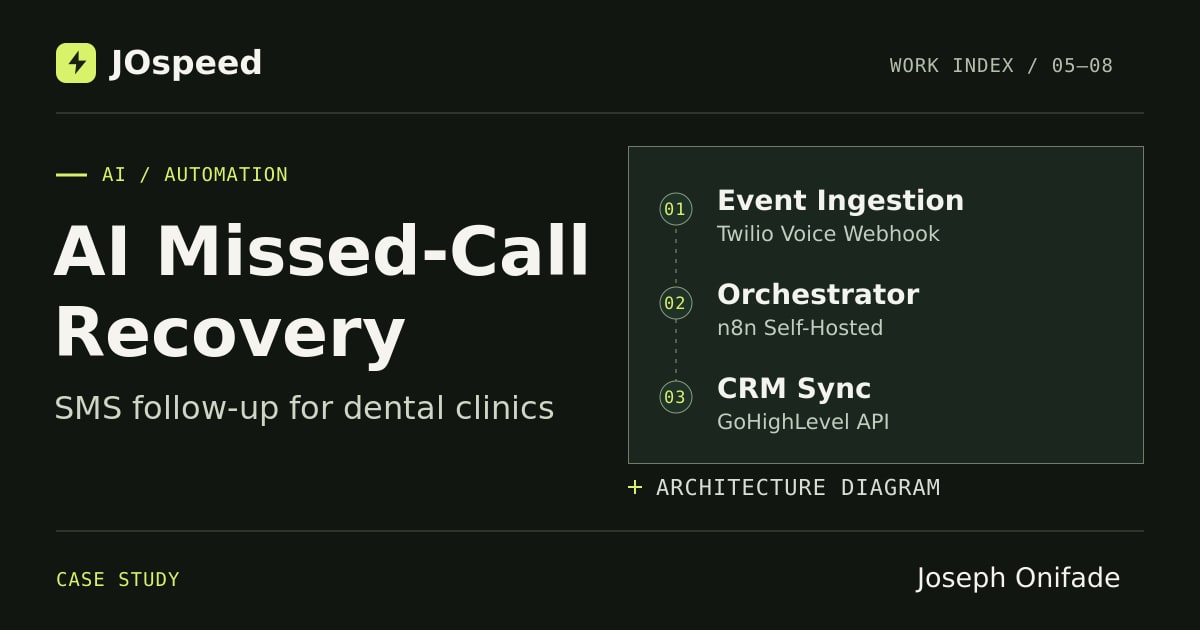 JOspeed
WORK INDEX / 05–08
AI / AUTOMATION
AI Missed-Call
Recovery
SMS follow-up for dental clinics
01
Event Ingestion
Twilio Voice Webhook
02
Orchestrator
n8n Self-Hosted
03
CRM Sync
GoHighLevel API
+ ARCHITECTURE DIAGRAM
CASE STUDY
Joseph Onifade